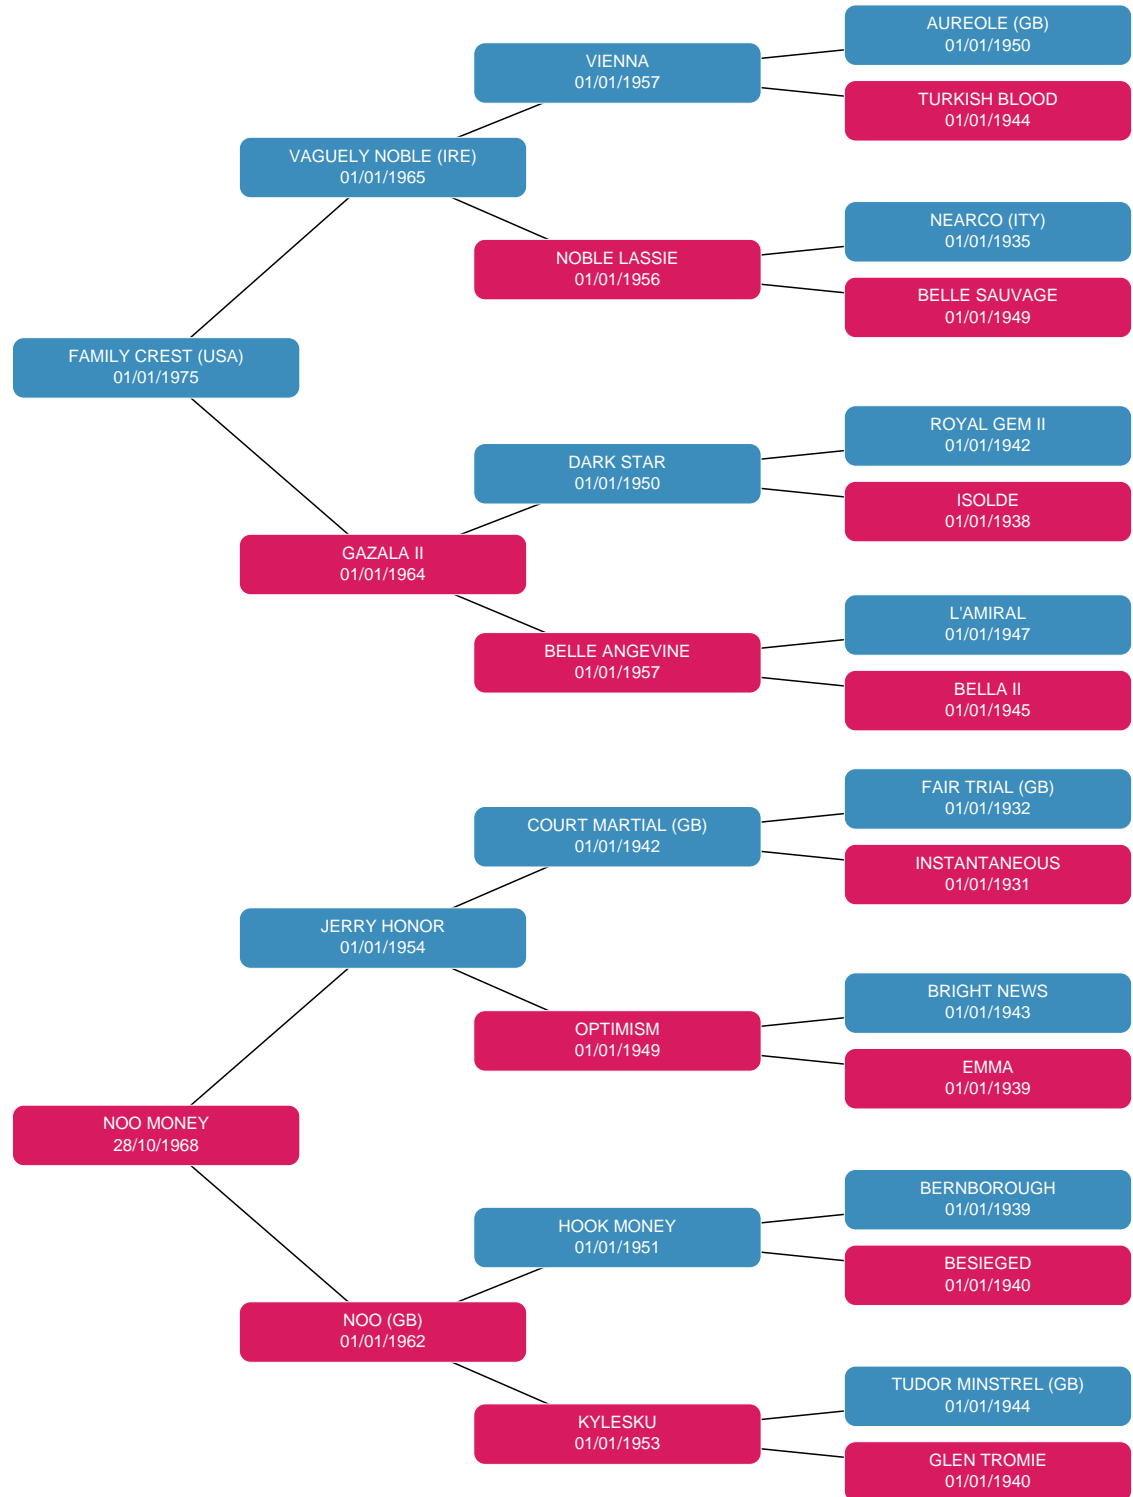 AUREOLE (GB)
01/01/1950
VIENNA
01/01/1957
TURKISH BLOOD
01/01/1944
VAGUELY NOBLE (IRE)
01/01/1965
NEARCO (ITY)
01/01/1935
NOBLE LASSIE
01/01/1956
BELLE SAUVAGE
01/01/1949
FAMILY CREST (USA)
01/01/1975
ROYAL GEM II
01/01/1942
DARK STAR
01/01/1950
ISOLDE
01/01/1938
GAZALA II
01/01/1964
L'AMIRAL
01/01/1947
BELLE ANGEVINE
01/01/1957
BELLA II
01/01/1945
FAIR TRIAL (GB)
01/01/1932
COURT MARTIAL (GB)
01/01/1942
INSTANTANEOUS
01/01/1931
JERRY HONOR
01/01/1954
BRIGHT NEWS
01/01/1943
OPTIMISM
01/01/1949
EMMA
01/01/1939
NOO MONEY
28/10/1968
BERNBOROUGH
01/01/1939
HOOK MONEY
01/01/1951
BESIEGED
01/01/1940
NOO (GB)
01/01/1962
TUDOR MINSTREL (GB)
01/01/1944
KYLESKU
01/01/1953
GLEN TROMIE
01/01/1940